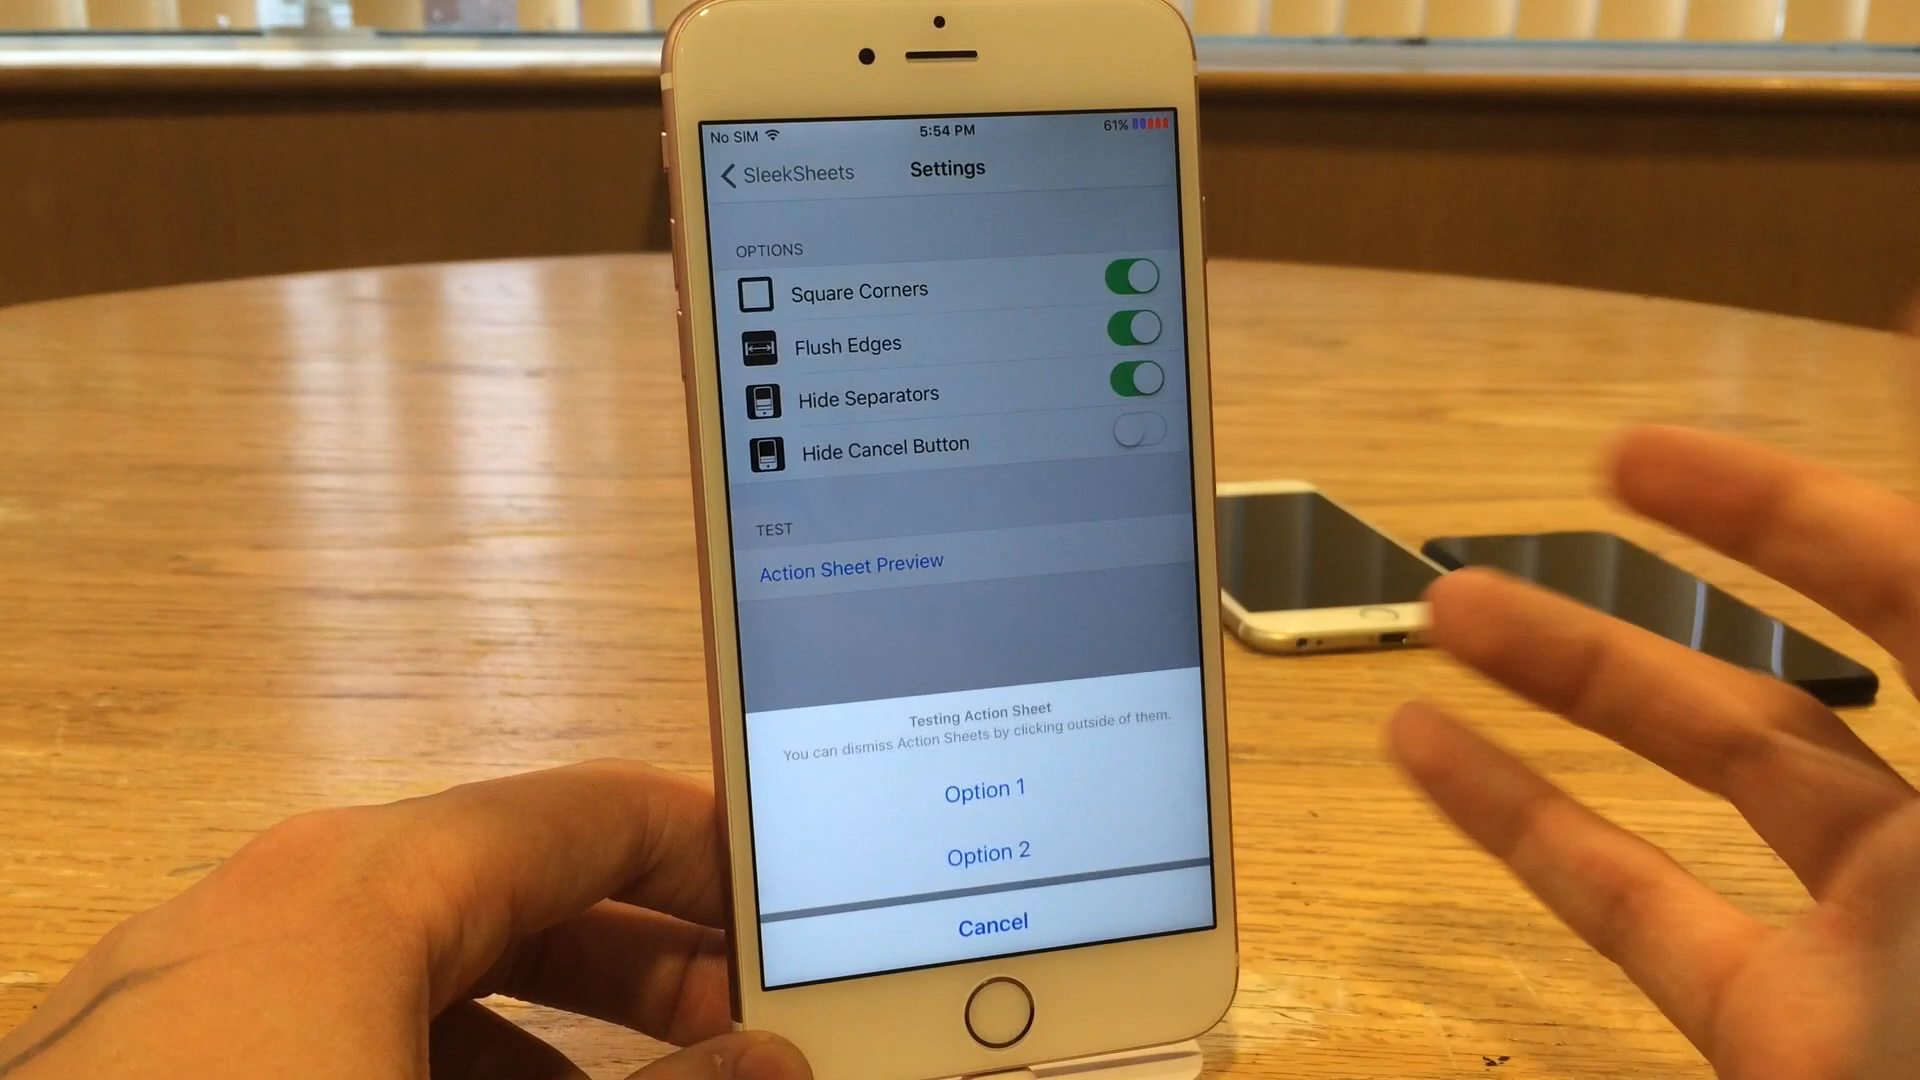 No SIM 5:54 PM 61%
SleekSheets Settings
OPTIONS
Square Corners
Flush Edges
Hide Separators
Hide Cancel Button
TEST
Action Sheet Preview
Testing Action Sheet
You can dismiss Action Sheets by clicking outside of them.
Option 1
Option 2
Cancel